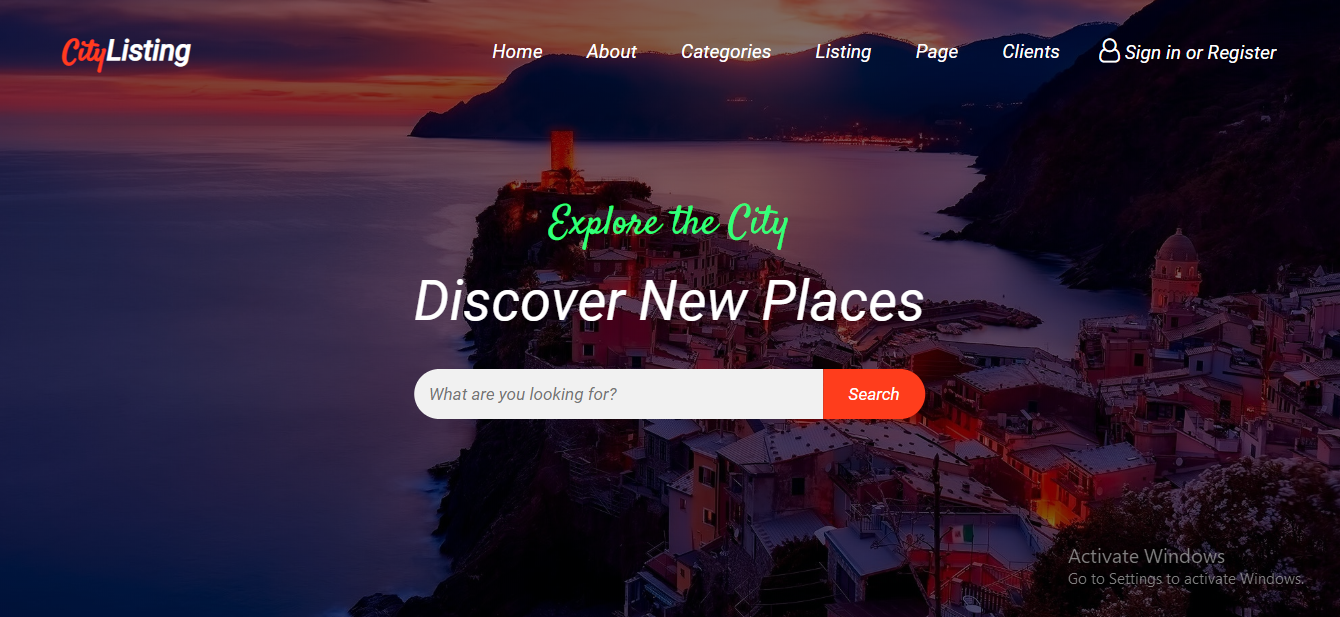 CityListing
Home About Categories Listing Page Clients Sign in or Register
Explore the City
Discover New Places
What are you looking for? Search
Activate Windows
Go to Settings to activate Windows.